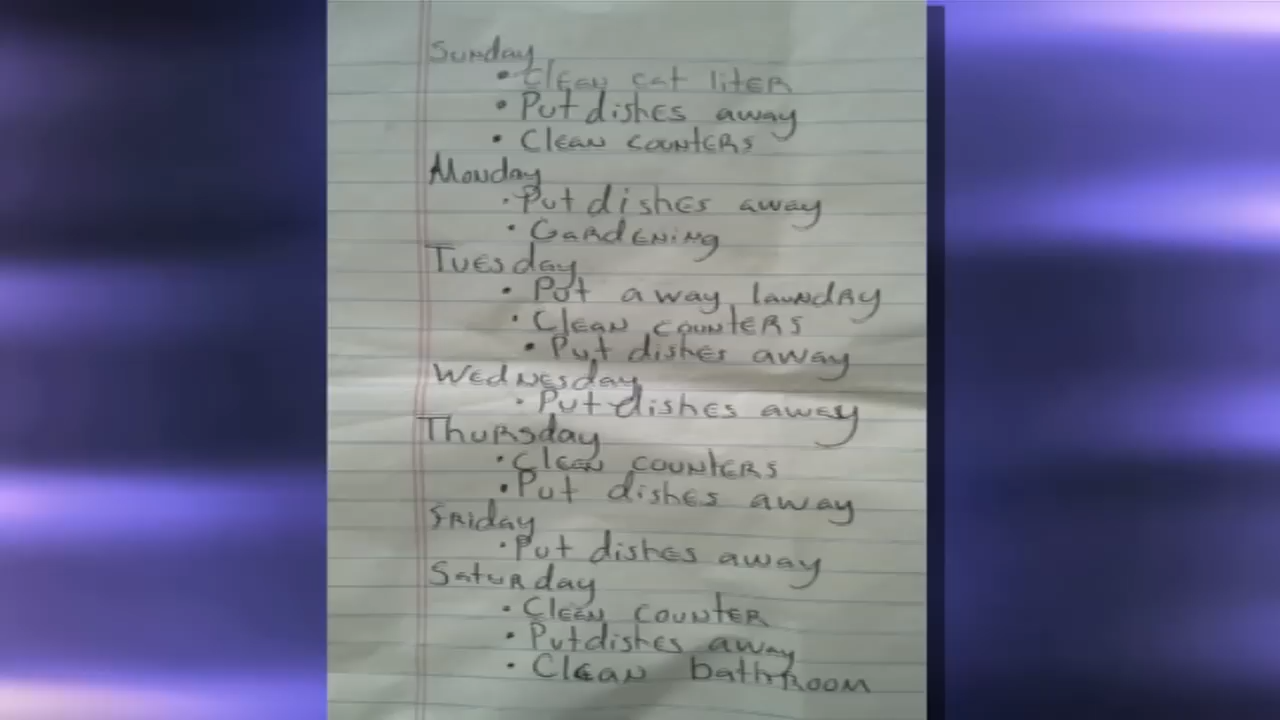 Sunday
• Clean cat liter
• Put dishes away
• Clean counters
Monday
• Put dishes away
• Gardening
Tuesday
• Put away laundry
• Clean counters
• Put dishes away
Wednesday
• Put dishes away
Thursday
• Clean counters
• Put dishes away
Friday
• Put dishes away
Saturday
• Clean counter
• Put dishes away
• Clean bathroom